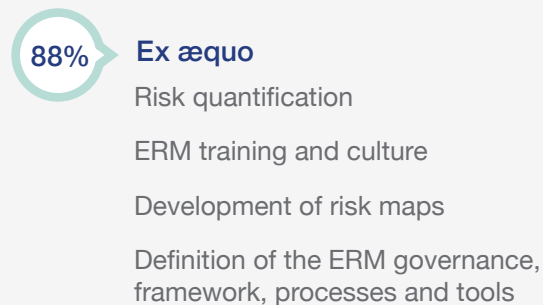 88%
Ex æquo
Risk quantification
ERM training and culture
Development of risk maps
Definition of the ERM governance,
framework, processes and tools